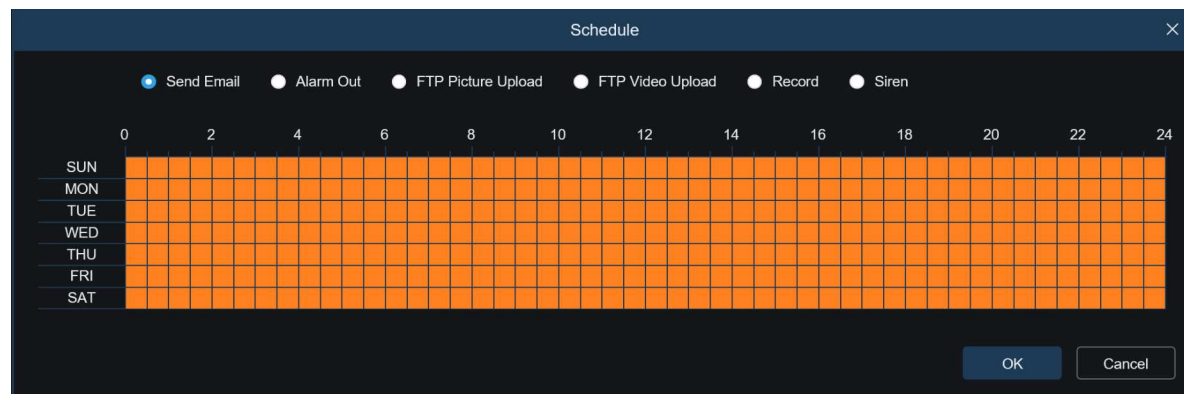 Schedule
Send Email Alarm Out FTP Picture Upload FTP Video Upload Record Siren
0 2 4 6 8 10 12 14 16 18 20 22 24
SUN
MON
TUE
WED
THU
FRI
SAT
OK Cancel